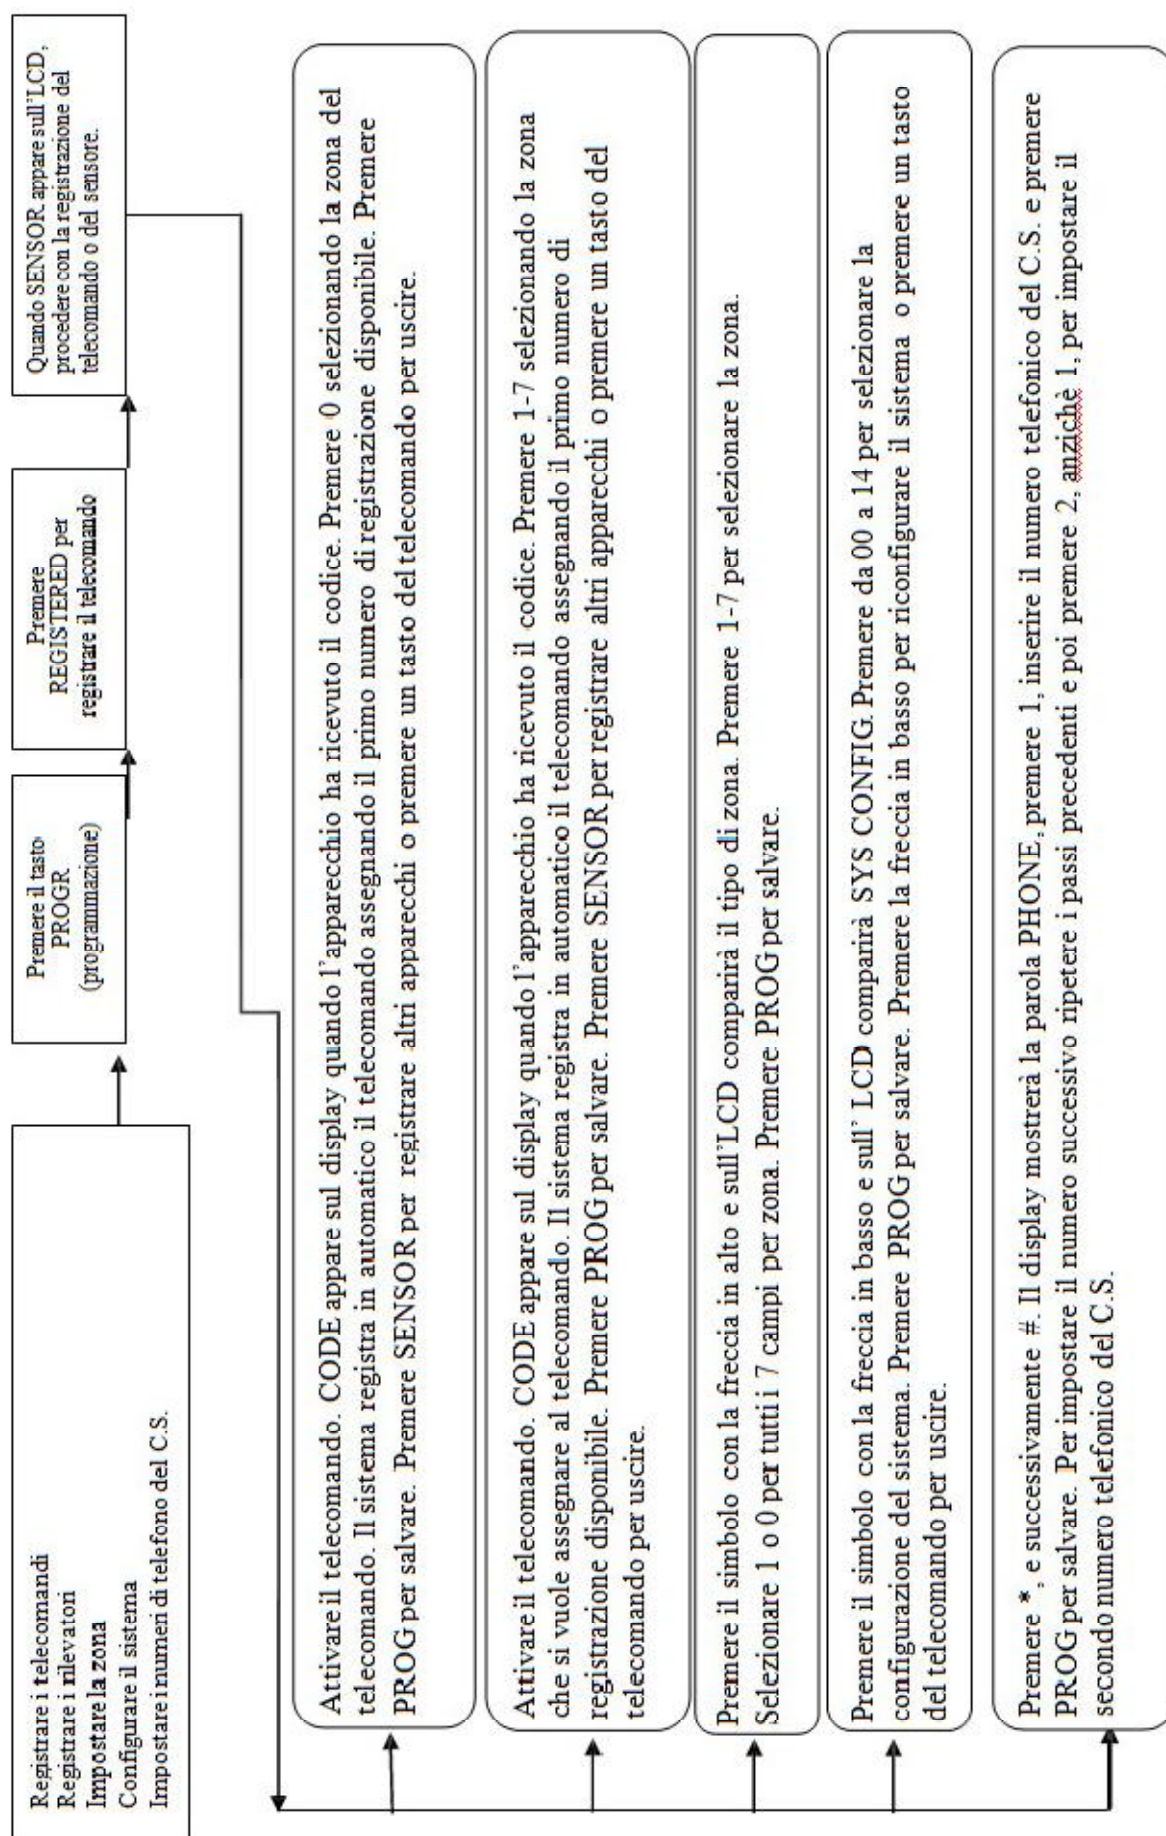 Registrare i telecomandi
Registrare i rilevatori
Impostare la zona
Configurare il sistema
Impostare i numeri di telefono del C.S.
Premere il tasto
PROGR
(programmazione)
Premere
REGISTERED per
registrare il telecomando
Quando SENSOR appare sull'LCD,
procedere con la registrazione del
telecomando o del sensore.
Attivare il telecomando. CODE appare sul display quando l'apparecchio ha ricevuto il codice. Premere 0 selezionando la zona del
telecomando. Il sistema registra in automatico il telecomando assegnando il primo numero di registrazione disponibile. Premere
PROG per salvare. Premere SENSOR per registrare altri apparecchi o premere un tasto del telecomando per uscire.
Attivare il telecomando. CODE appare sul display quando l'apparecchio ha ricevuto il codice. Premere 1-7 selezionando la zona
che si vuole assegnare al telecomando. Il sistema registra in automatico il telecomando assegnando il primo numero di
registrazione disponibile. Premere PROG per salvare. Premere SENSOR per registrare altri apparecchi o premere un tasto del
telecomando per uscire.
Premere il simbolo con la freccia in alto e sull'LCD comparirà il tipo di zona. Premere 1-7 per selezionare la zona.
Selezionare 1 o 0 per tutti i 7 campi per zona. Premere PROG per salvare.
Premere il simbolo con la freccia in basso e sull' LCD comparirà SYS CONFIG. Premere da 00 a 14 per selezionare la
configurazione del sistema. Premere PROG per salvare. Premere la freccia in basso per riconfigurare il sistema o premere un tasto
del telecomando per uscire.
Premere *, e successivamente #. Il display mostrerà la parola PHONE, premere 1, inserire il numero telefonico del C.S. e premere
PROG per salvare. Per impostare il numero successivo ripetere i passi precedenti e poi premere 2, anzichè 1, per impostare il
secondo numero telefonico del C.S.